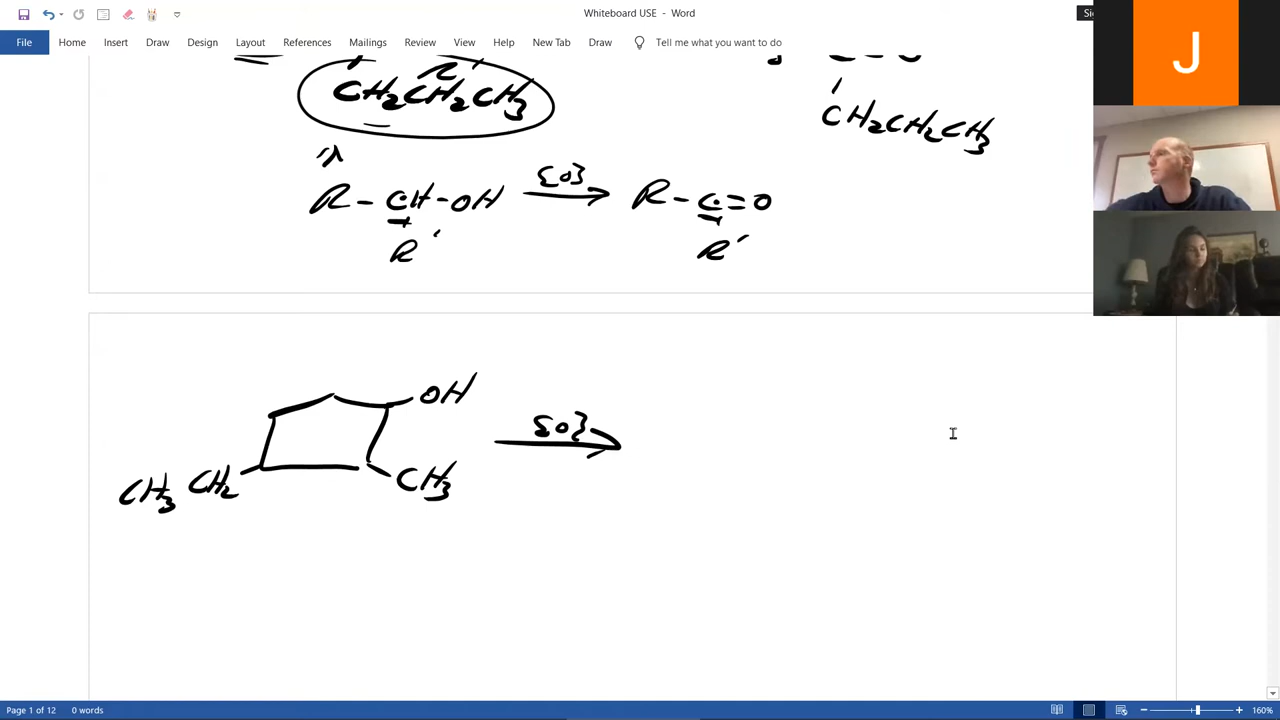 Whiteboard USE - Word
File Home Insert Draw Design Layout References Mailings Review View Help New Tab Draw Tell me what you want to do
J
CH2CH2CH3
CH2CH2CH3
R - CH - OH {O} → R - C = O
R' R'
OH
{O} →
CH3 CH2 CH3
Page 1 of 12 0 words 160%